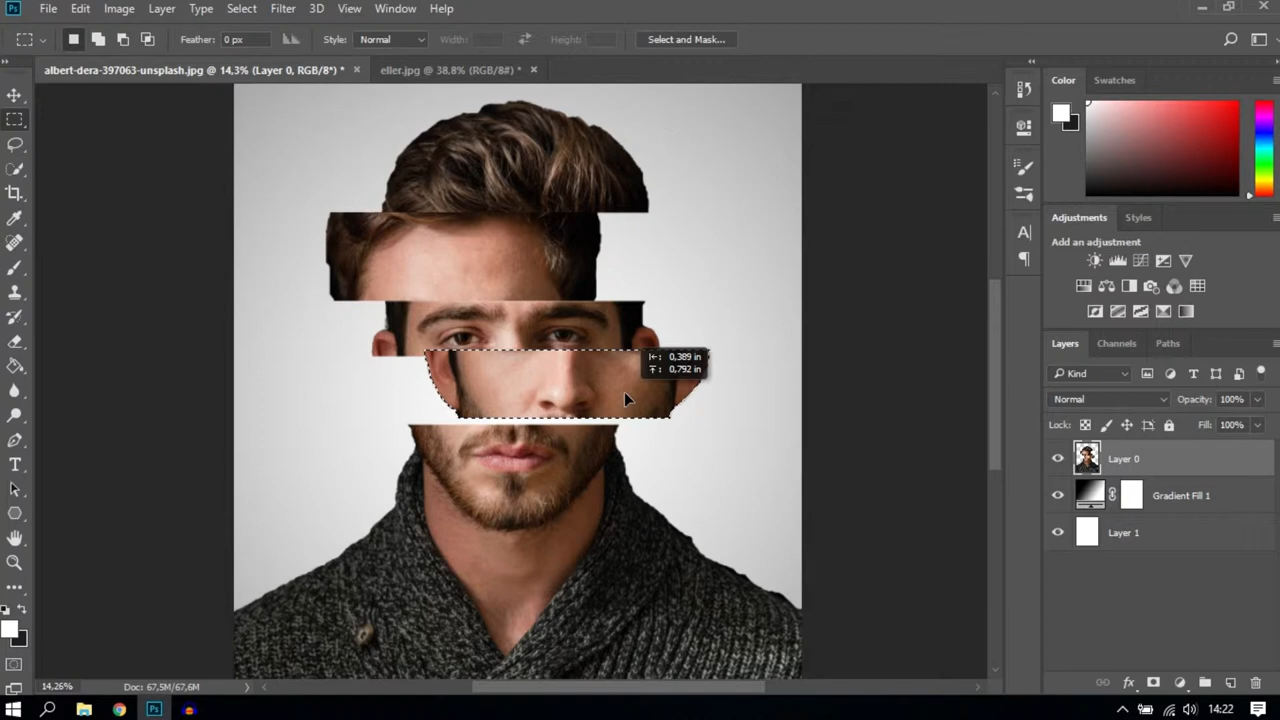 Ps File Edit Image Layer Type Select Filter 3D View Window Help
Feather: 0 px Style: Normal Width: Height: Select and Mask...
albert-dera-397063-unsplash.jpg @ 14,3% (Layer 0, RGB/8*) * × eller.jpg @ 38,8% (RGB/8#) * ×
Color Swatches
Adjustments Styles
Add an adjustment
Layers Channels Paths
Kind
Normal Opacity: 100%
Lock: Fill: 100%
Layer 0
Gradient Fill 1
Layer 1
0,389 in
0,792 in
14,26% Doc: 67,5M/67,6M
Ps 14:22